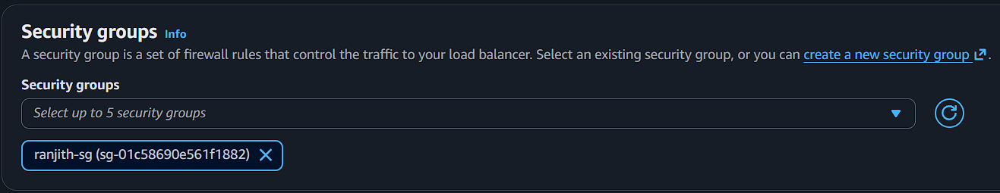 Security groups Info
A security group is a set of firewall rules that control the traffic to your load balancer. Select an existing security group, or you can create a new security group.
Security groups
Select up to 5 security groups
ranjith-sg (sg-01c58690e561f1882)